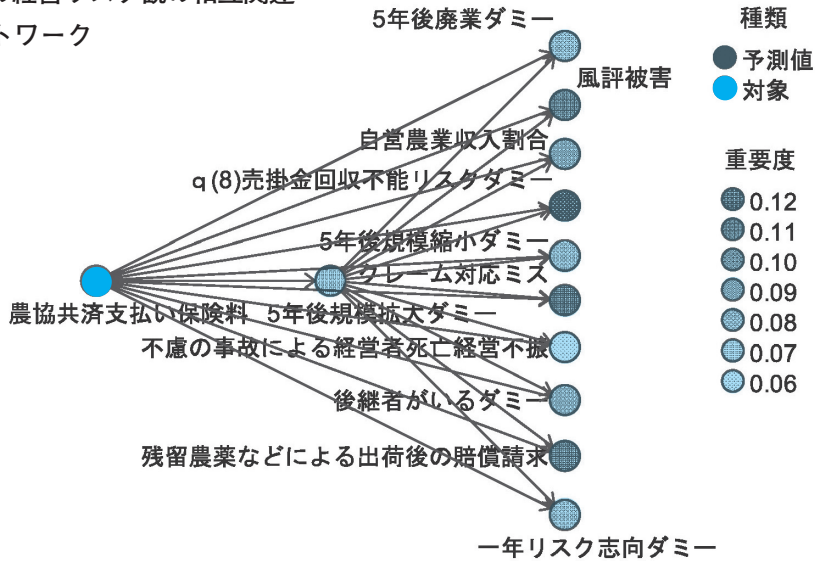 トワーク
5年後廃業ダミー
風評被害
自営農業収入割合
q(8)売掛金回収不能リスクダミー
5年後規模縮小ダミー
クレーム対応ミス
農協共済支払い保険料
5年後規模拡大ダミー
不慮の事故による経営者死亡経営不振
後継者がいるダミー
残留農薬などによる出荷後の賠償請求
一年リスク志向ダミー
種類
予測値
対象
重要度
0.12
0.11
0.10
0.09
0.08
0.07
0.06